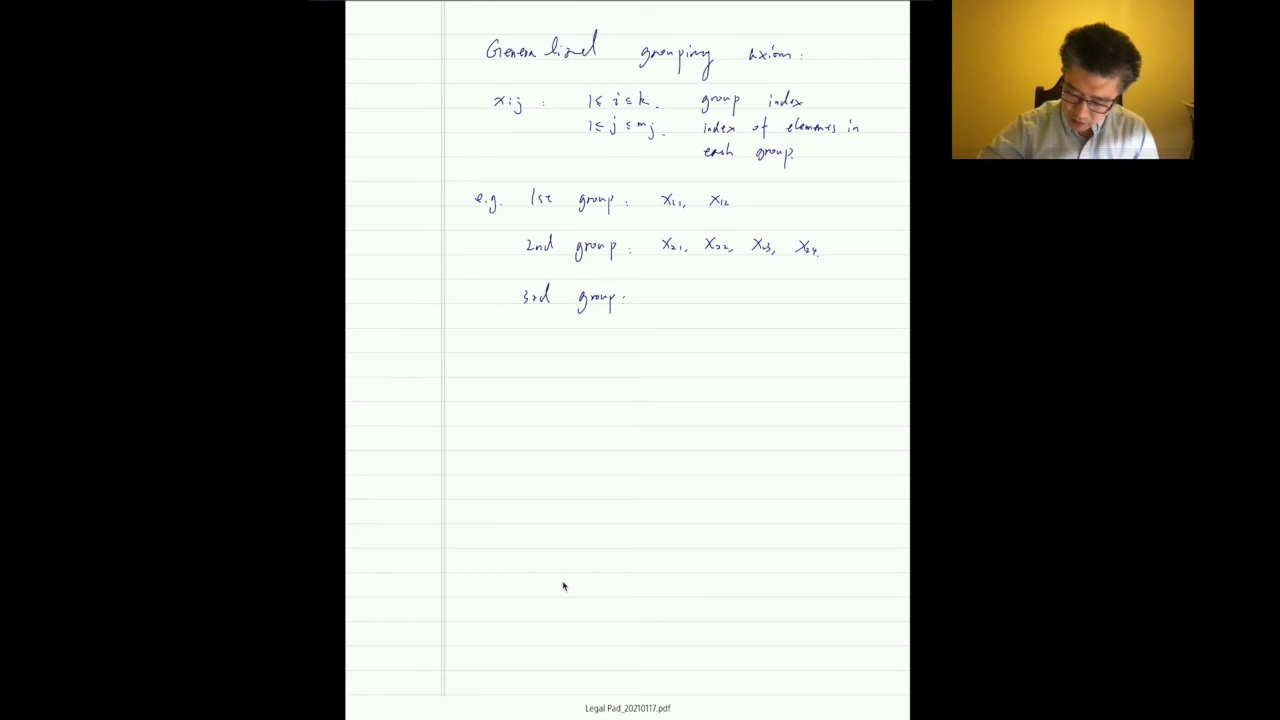 Generalized grouping axiom:
xij : 1 ≤ i ≤ k. group index
1 ≤ j ≤ mj. index of elements in
each group.
e.g. 1st group: x11, x12
2nd group: x21, x22, x23, x24.
3rd group:
Legal Pad_20210117.pdf